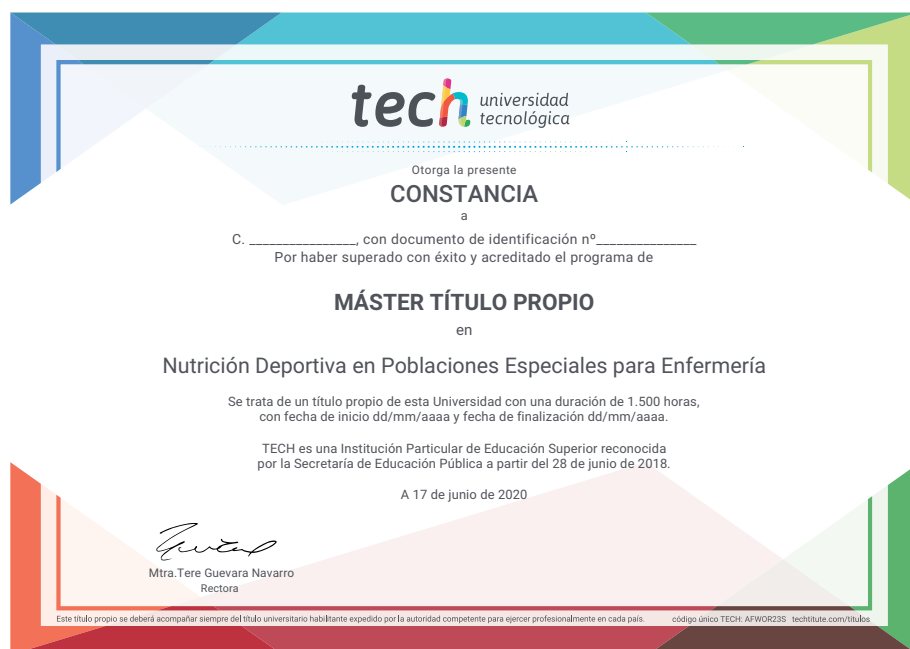 tech universidad
tecnológica
Otorga la presente
CONSTANCIA
a
C. ________________, con documento de identificación nº_______________
Por haber superado con éxito y acreditado el programa de
MÁSTER TÍTULO PROPIO
en
Nutrición Deportiva en Poblaciones Especiales para Enfermería
Se trata de un título propio de esta Universidad con una duración de 1.500 horas,
con fecha de inicio dd/mm/aaaa y fecha de finalización dd/mm/aaaa.
TECH es una Institución Particular de Educación Superior reconocida
por la Secretaría de Educación Pública a partir del 28 de junio de 2018.
A 17 de junio de 2020
Mtra.Tere Guevara Navarro
Rectora
Este título propio se deberá acompañar siempre del título universitario habilitante expedido por la autoridad competente para ejercer profesionalmente en cada país. código único TECH: AFWOR23S techtitute.com/titulos